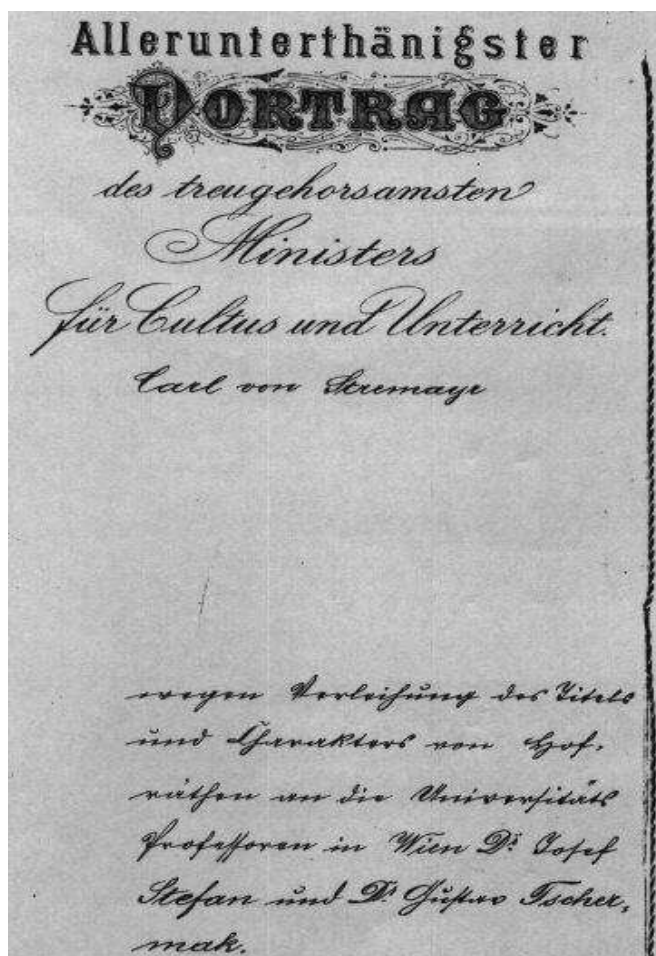 Allerunterthänigster
VORTRAG
des treugehorsamsten
Ministers
für Cultus und Unterricht.
Carl von Stremayr
wegen Verleihung des Titels
und Charakters von Hof-
räthen an die Universitäts
Professoren in Wien Dr. Josef
Stefan und Dr. Gustav Tscher-
mak.